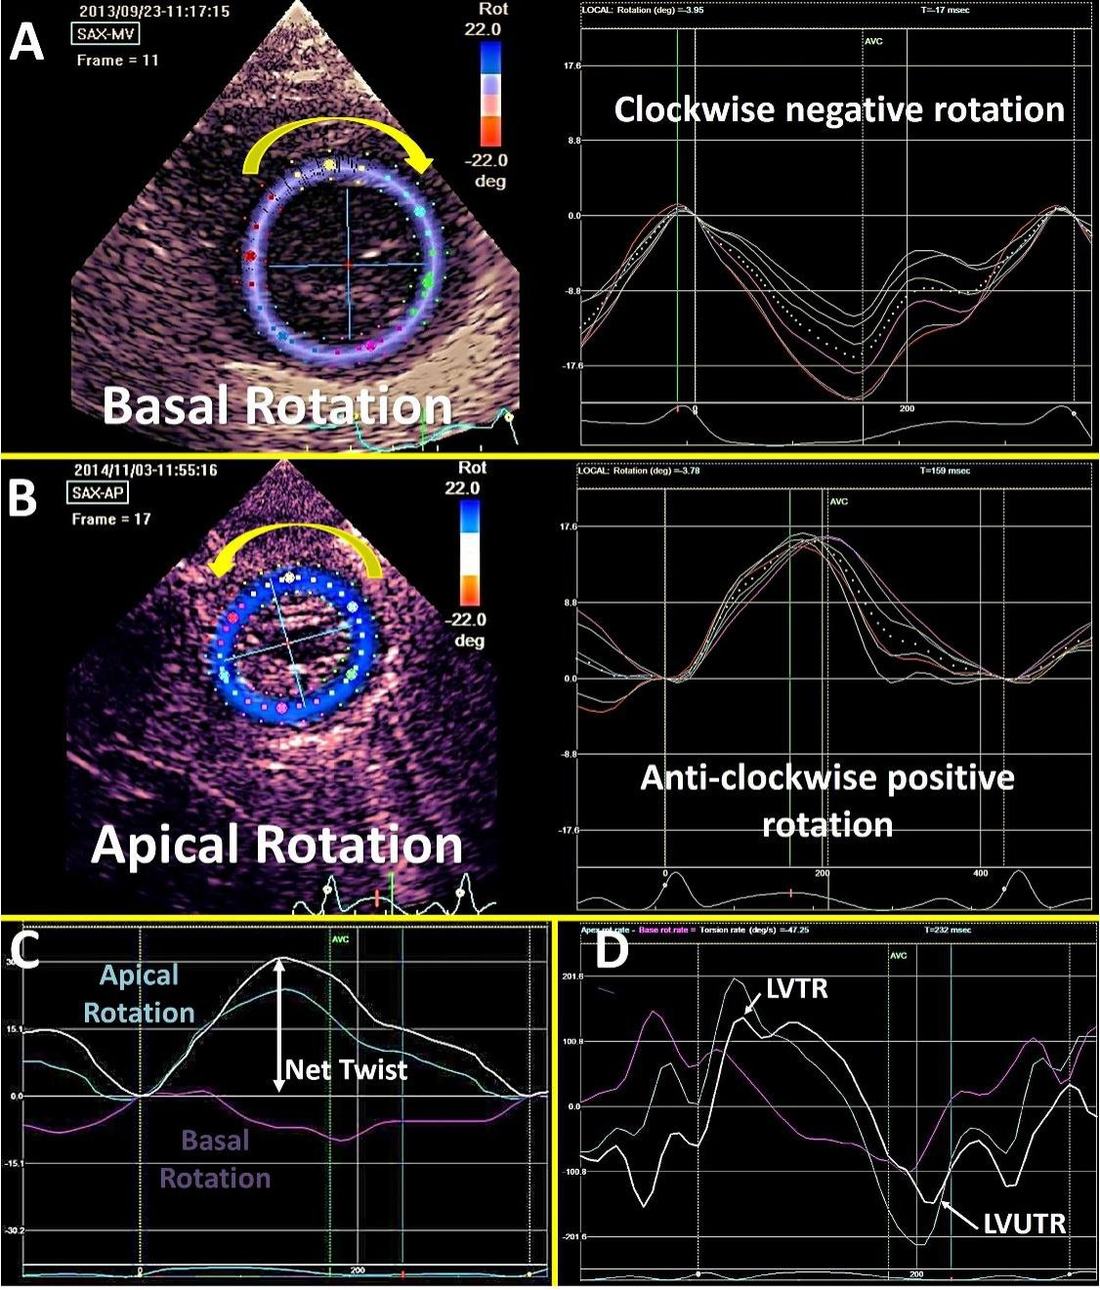 A
2013/09/23-11:17:15
SAX-MV
Frame = 11
Rot
22.0
-22.0
deg
Basal Rotation
LOCAL: Rotation (deg) =-3.95
T=-17 msec
AVC
17.6
8.8
0.0
-8.8
-17.6
0
200
Clockwise negative rotation
B
2014/11/03-11:55:16
SAX-AP
Frame = 17
Rot
22.0
-22.0
deg
Apical Rotation
LOCAL: Rotation (deg) =-3.78
T=159 msec
AVC
17.6
8.8
0.0
-8.8
-17.6
0
200
400
Anti-clockwise positive
rotation
C
AVC
15.1
0.0
-15.1
-30.2
0
200
Apical
Rotation
Net Twist
Basal
Rotation
D
Base rot.rate = Torsion rate (deg/s) =-47.25
T=232 msec
AVC
201.6
100.8
0.0
-100.8
-201.6
0
200
LVTR
LVUTR